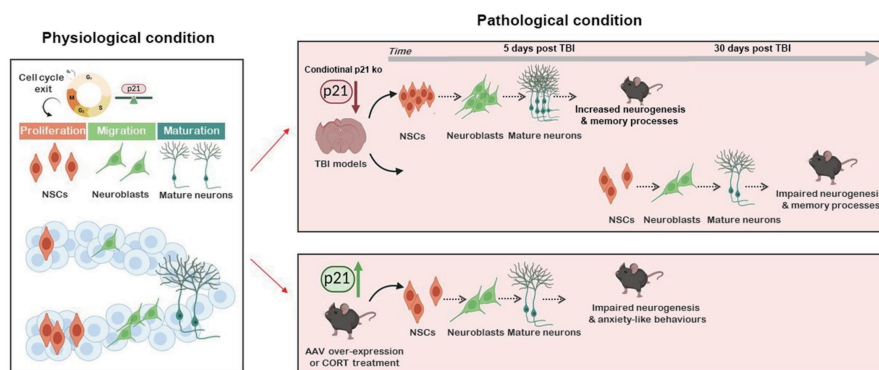 Physiological condition
Cell cycle
exit
G₁
S
G₂
M
p21
Proliferation
Migration
Maturation
NSCs
Neuroblasts
Mature neurons
Pathological condition
Time
5 days post TBI
30 days post TBI
Condiotinal p21 ko
p21
TBI models
NSCs
Neuroblasts
Mature neurons
Increased neurogenesis
& memory processes
NSCs
Neuroblasts
Mature neurons
Impaired neurogenesis
& memory processes
p21
AAV over-expression
or CORT treatment
NSCs
Neuroblasts
Mature neurons
Impaired neurogenesis
& anxiety-like behaviours